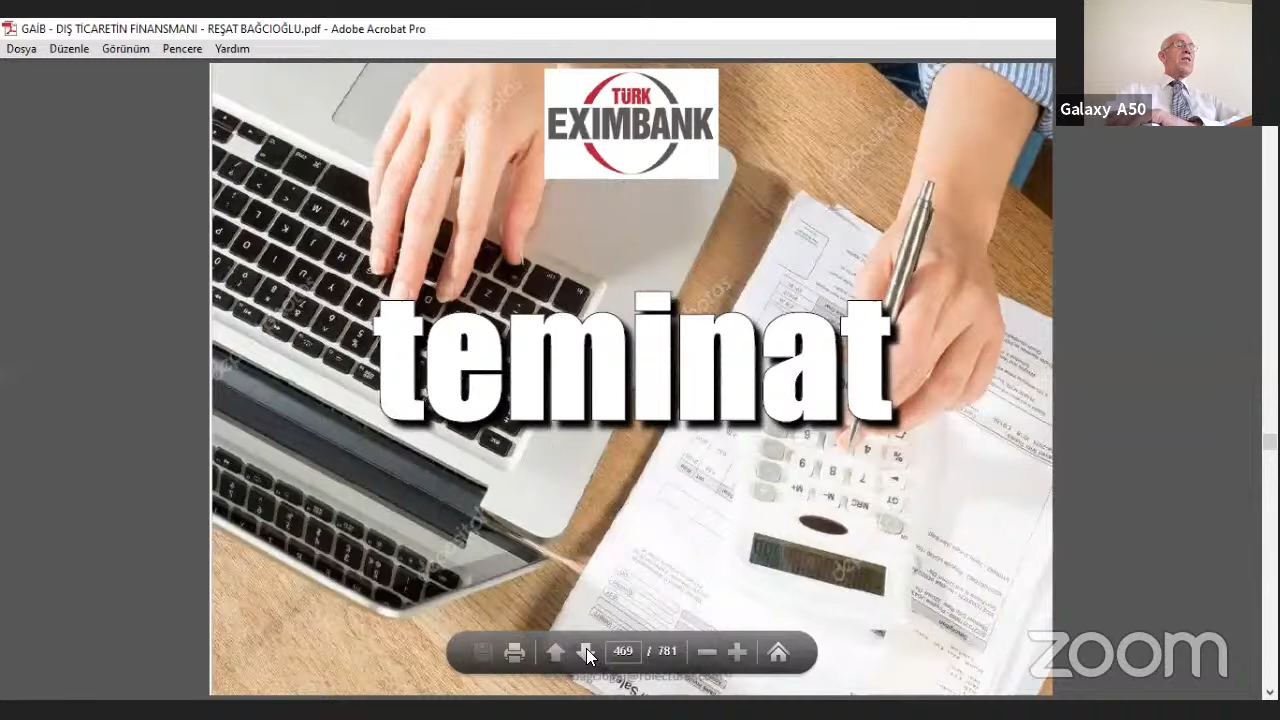 GAİB - DIŞ TİCARETİN FİNANSMANI - REŞAT BAĞCIOĞLU.pdf - Adobe Acrobat Pro
Dosya Düzenle Görünüm Pencere Yardım
Galaxy A50
TÜRK
EXIMBANK
teminat
469 / 781
zoom